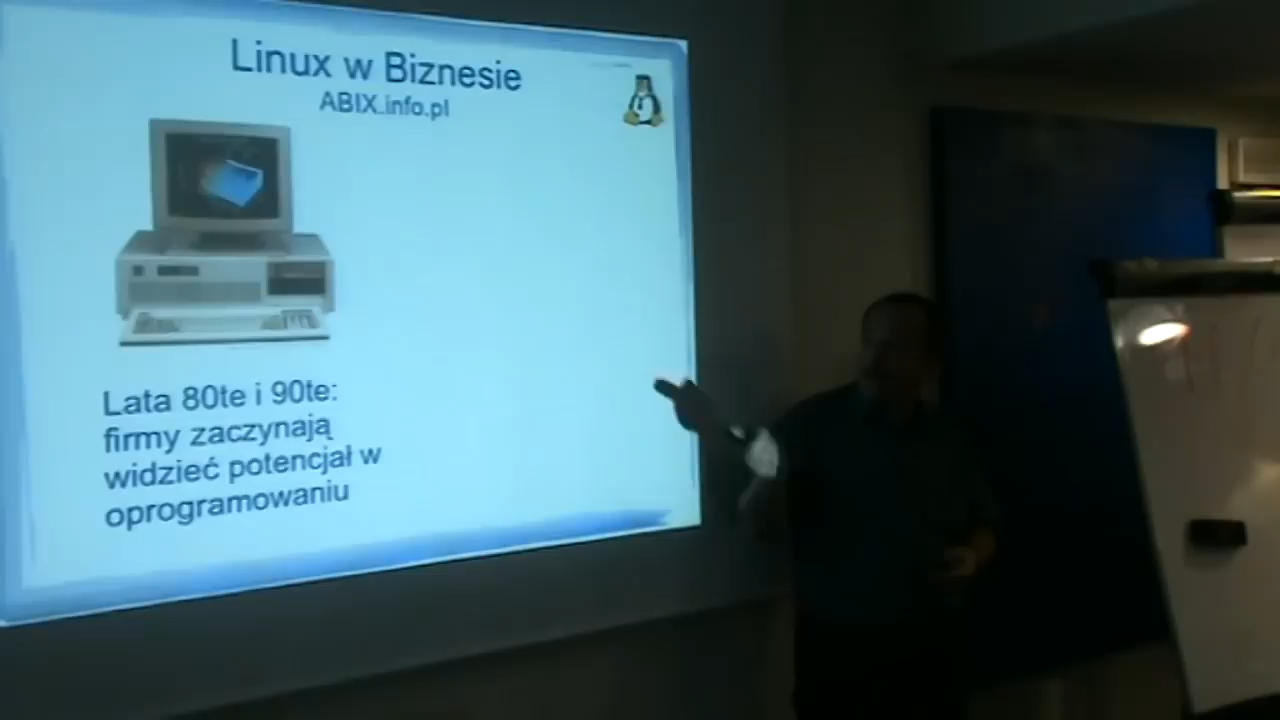 Linux w Biznesie
ABIX.info.pl
Lata 80te i 90te:
firmy zaczynają
widzieć potencjał w
oprogramowaniu